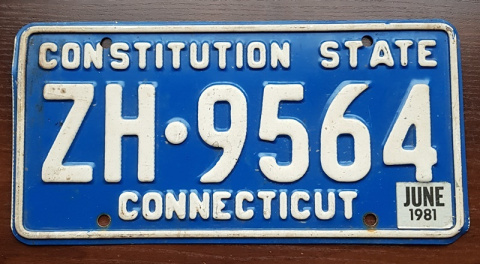 CONSTITUTION STATE
ZH•9564
CONNECTICUT
JUNE
1981